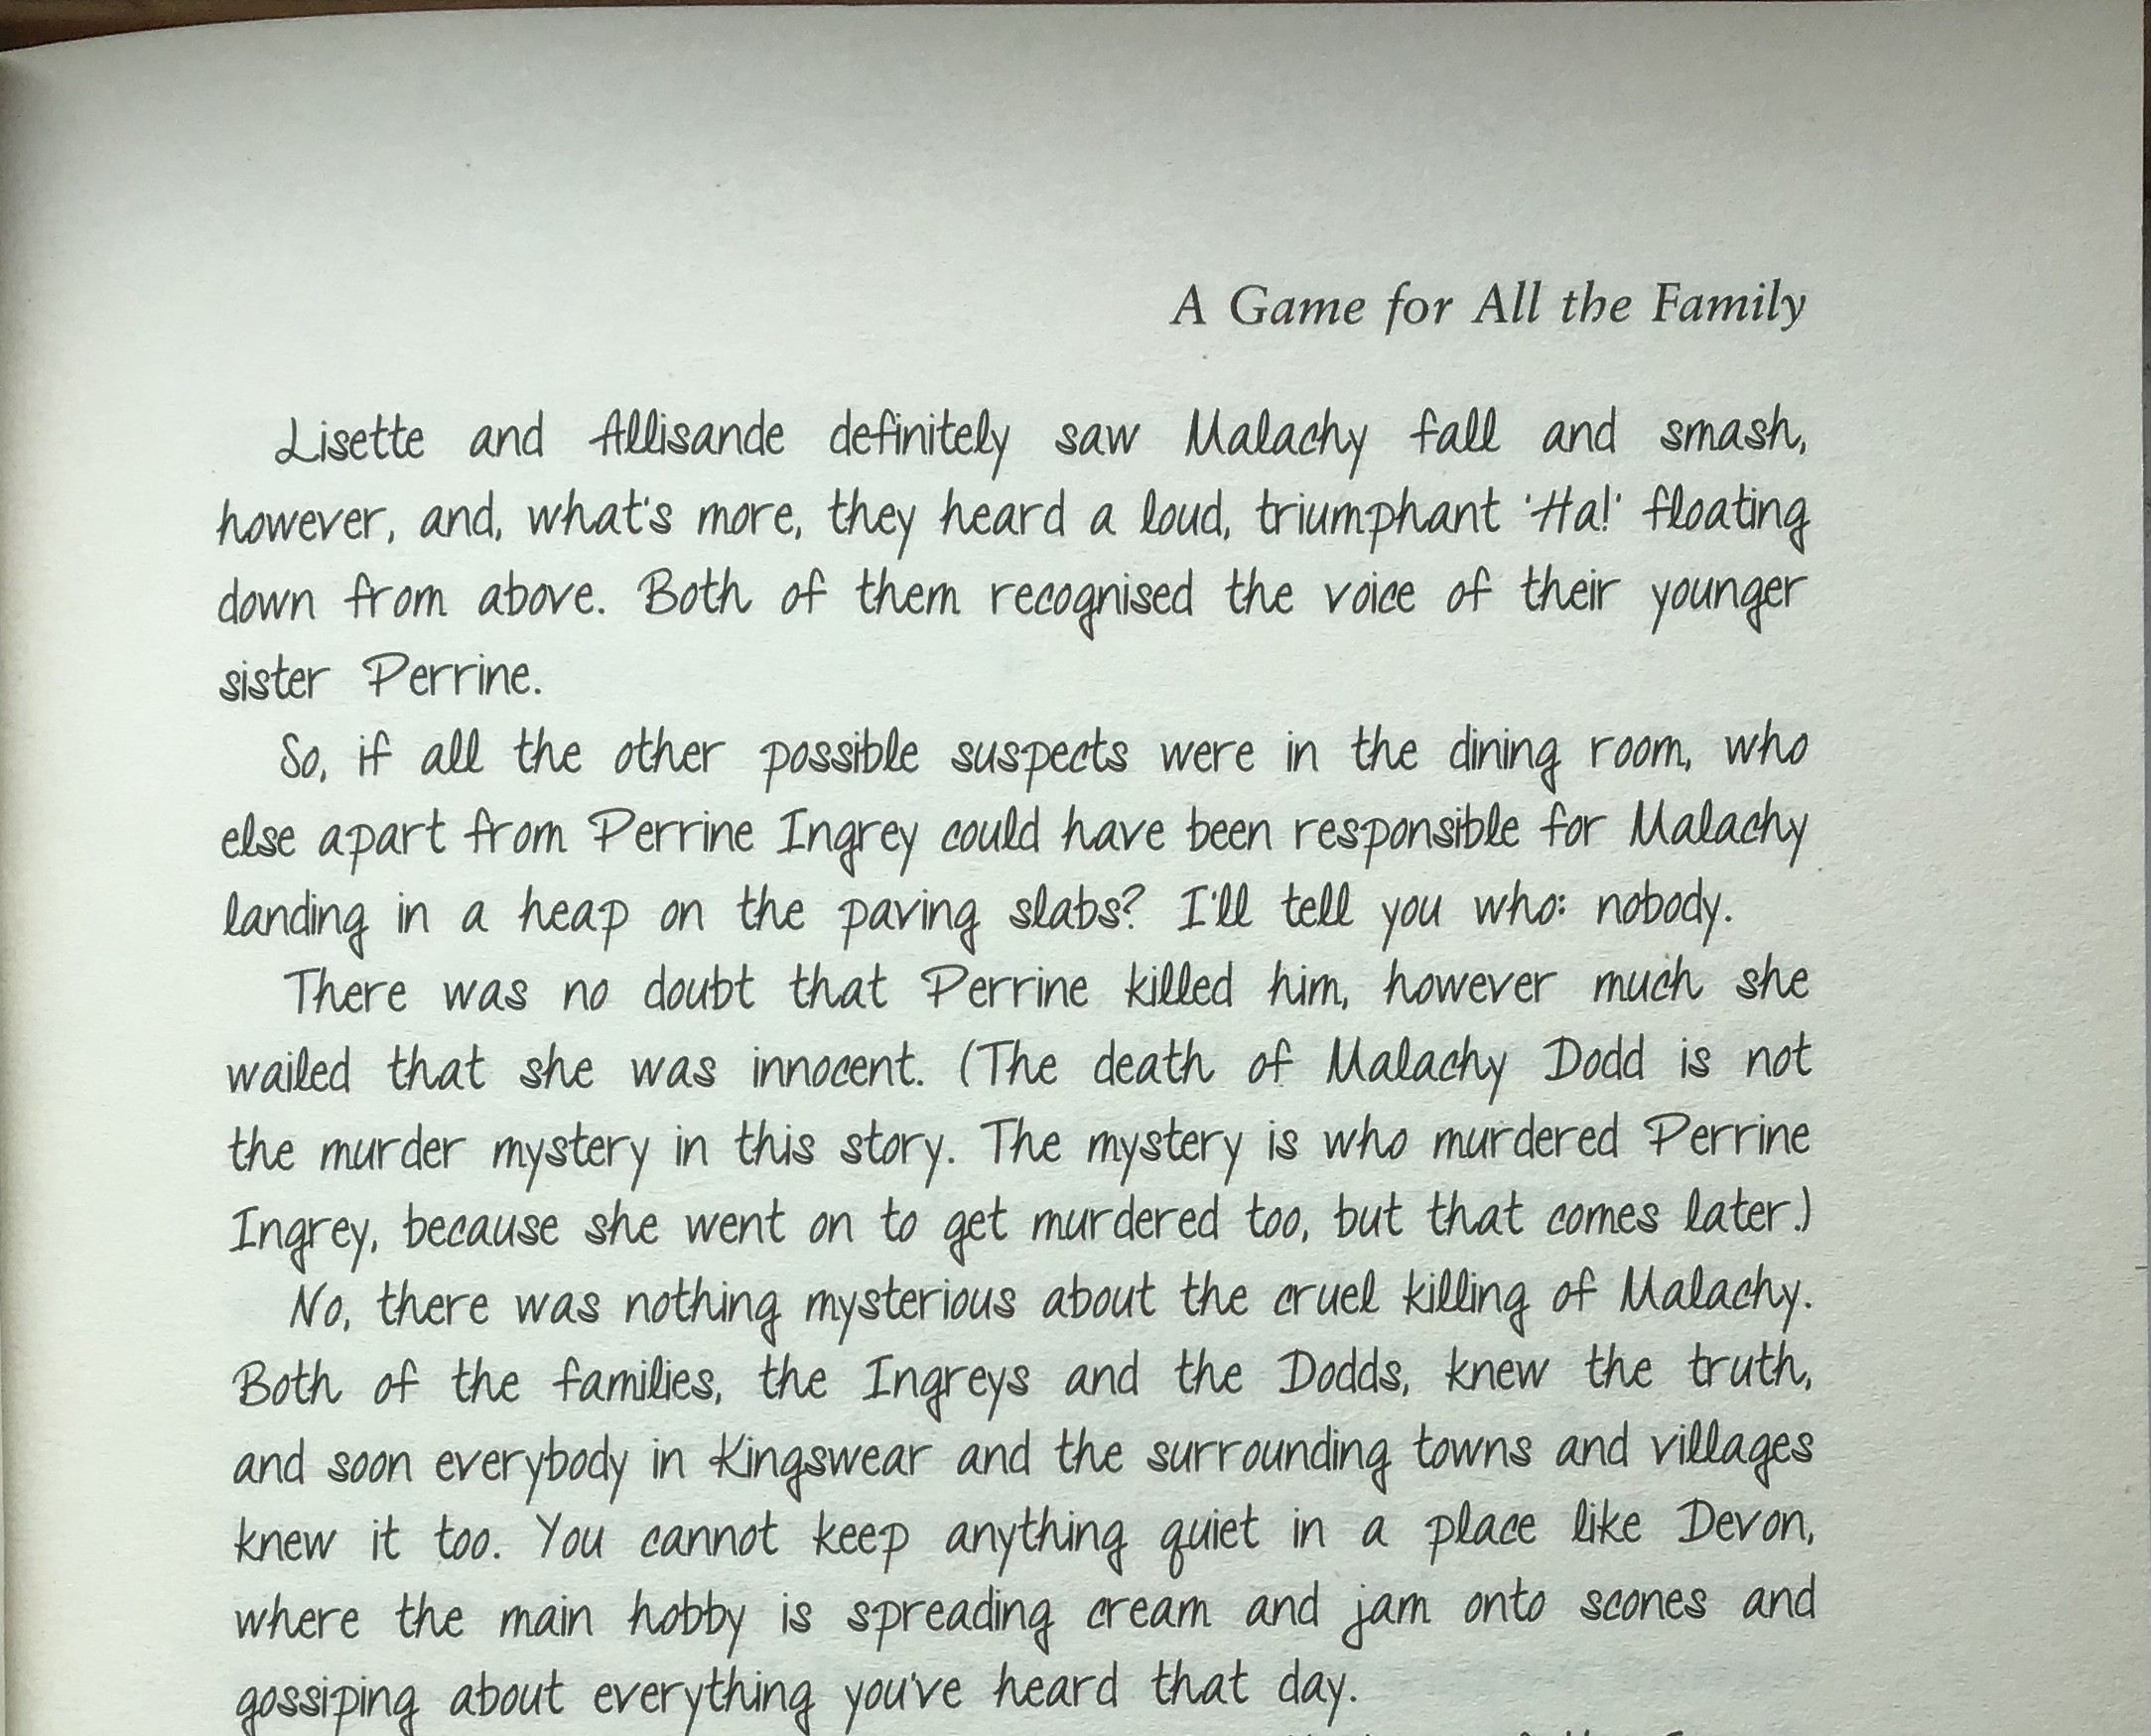 A Game for All the Family
Lisette and Allisande definitely saw Malachy fall and smash,
however, and, what's more, they heard a loud, triumphant 'Ha!' floating
down from above. Both of them recognised the voice of their younger
sister Perrine.
So, if all the other possible suspects were in the dining room, who
else apart from Perrine Ingrey could have been responsible for Malachy
landing in a heap on the paving slabs? I'll tell you who: nobody.
There was no doubt that Perrine killed him, however much she
wailed that she was innocent. (The death of Malachy Dodd is not
the murder mystery in this story. The mystery is who murdered Perrine
Ingrey, because she went on to get murdered too, but that comes later.)
No, there was nothing mysterious about the cruel killing of Malachy.
Both of the families, the Ingreys and the Dodds, knew the truth,
and soon everybody in Kingswear and the surrounding towns and villages
knew it too. You cannot keep anything quiet in a place like Devon,
where the main hobby is spreading cream and jam onto scones and
gossiping about everything you've heard that day.